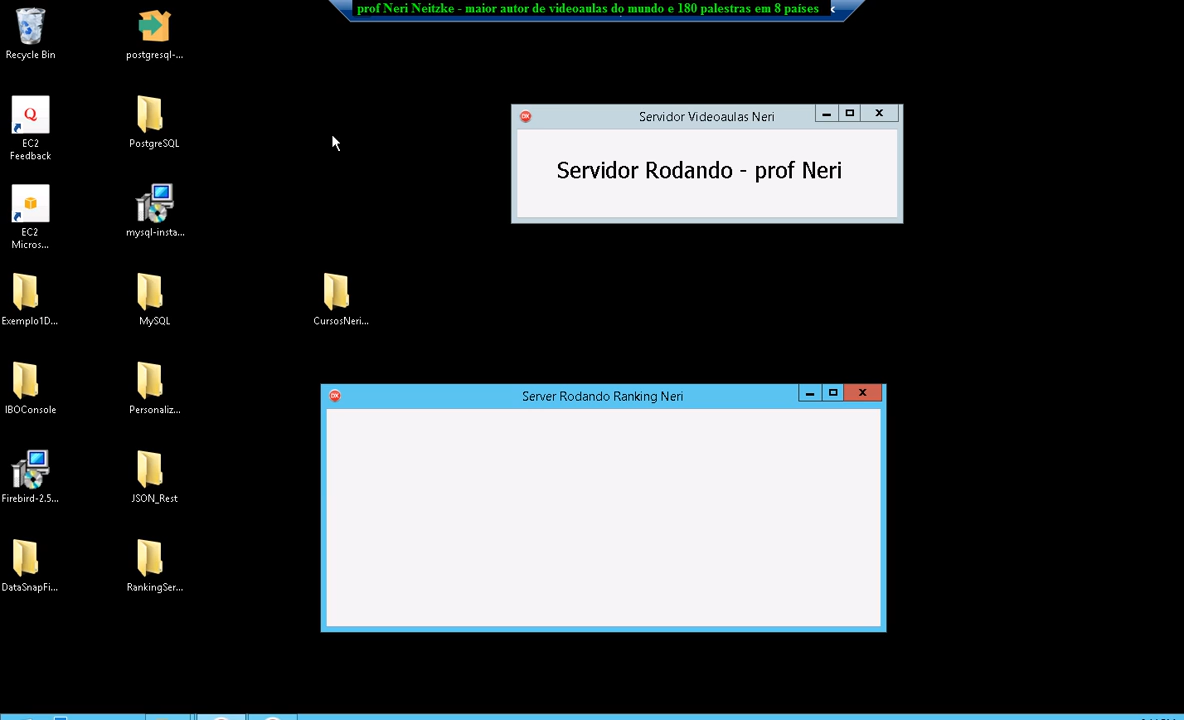 prof Neri Neitzke - maior autor de videoaulas do mundo e 180 palestras em 8 países
Recycle Bin
postgresql-...
EC2
Feedback
PostgreSQL
EC2
Micros...
mysql-insta...
Exemplo1D...
MySQL
CursosNeri...
IBOConsole
Personaliz...
Firebird-2.5...
JSON_Rest
DataSnapFi...
RankingSer...
Servidor Videoaulas Neri
Servidor Rodando - prof Neri
Server Rodando Ranking Neri